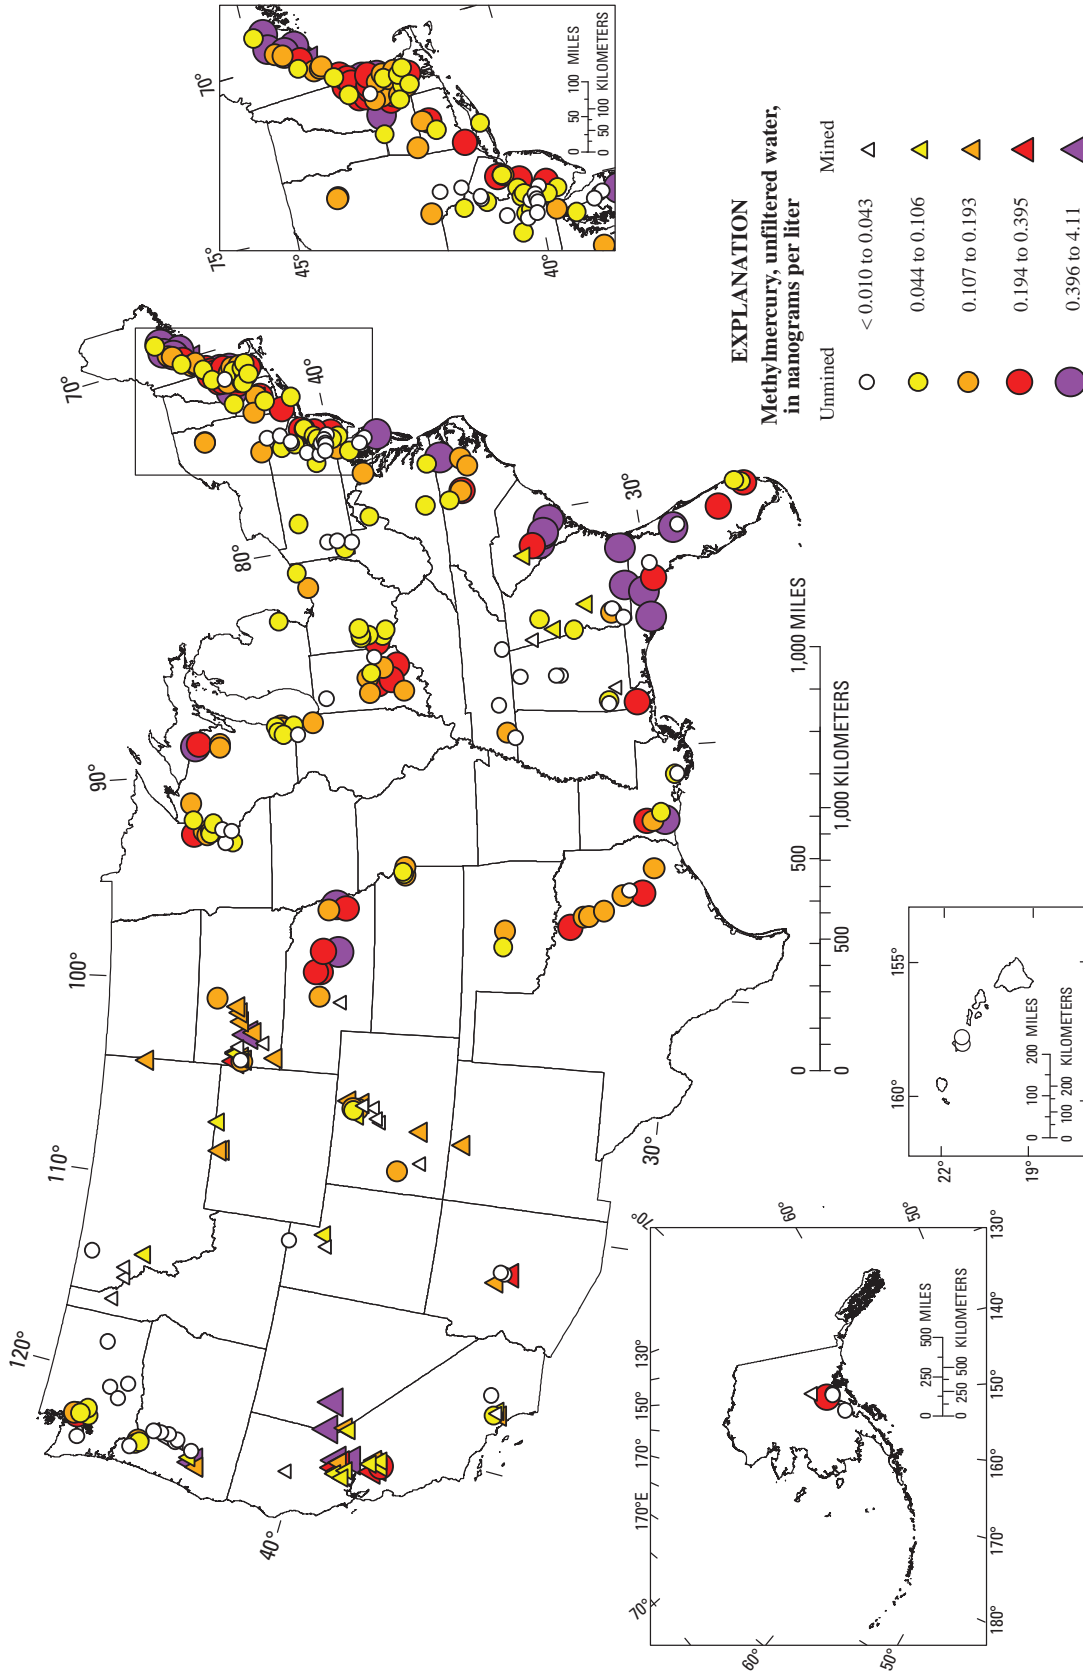 75°
70°
45°
40°
0 50 100 MILES
0 50 100 KILOMETERS
120°
110°
100°
90°
80°
70°
40°
40°
30°
30°
0 500 1,000 MILES
0 500 1,000 KILOMETERS
EXPLANATION
Methylmercury, unfiltered water,
in nanograms per liter
Unmined Mined
< 0.010 to 0.043
0.044 to 0.106
0.107 to 0.193
0.194 to 0.395
0.396 to 4.11
70°
60°
50°
170°E
170°
150°
130°
70°
60°
50°
180°
170°
160°
150°
140°
130°
0 250 500 MILES
0 250 500 KILOMETERS
160°
155°
22°
19°
0 100 200 MILES
0 100 200 KILOMETERS